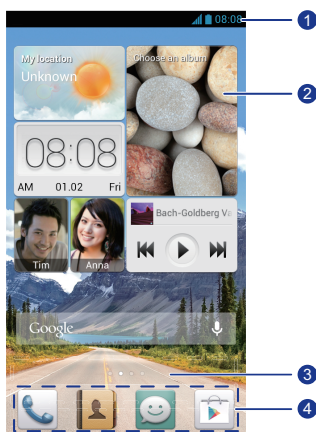 08:08
1
My location
Unknown
Choose an album
2
08:08
AM 01.02 Fri
Bach-Goldberg Va
Tim
Anna
Google
3
4